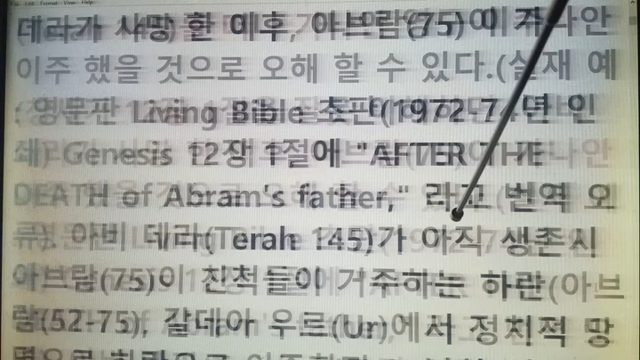 데라가 사망 한 이후, 아브람(75)이 가나안
이주 했을 것으로 오해 할 수 있다.(실재 예
: 영문판 Living Bible 초판(1972-74년 인
쇄) Genesis 12장 1절에 "AFTER THE
DEATH of Abram's father," 라고 번역 오
류). 아비 데라(Terah 145)가 아직 생존시
아브람(75)이 친척들이 거주하는 하란(아브
람(52-75), 갈데아 우르(Ur)에서 정치적 망